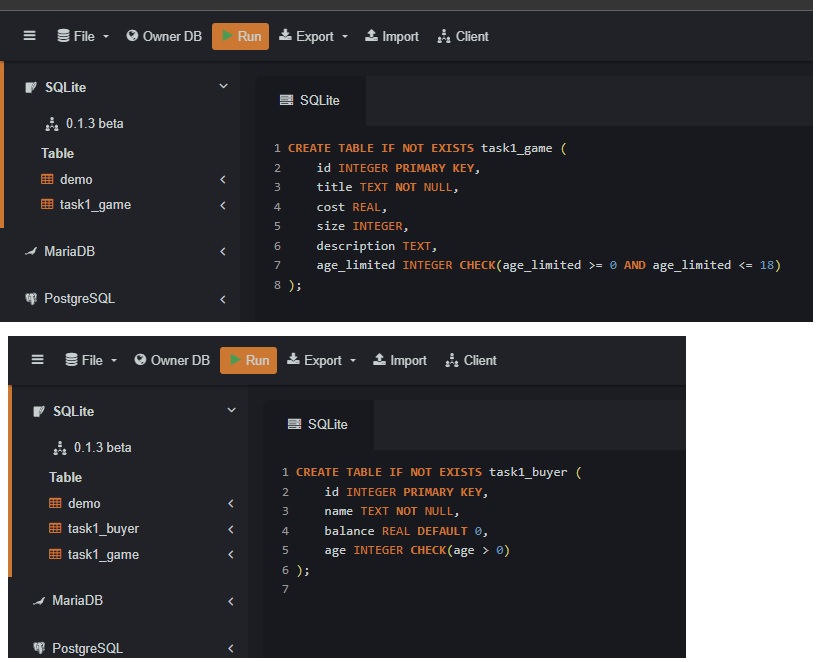 File Owner DB Run Export Import Client
SQLite
0.1.3 beta
Table
demo
task1_game
MariaDB
PostgreSQL
SQLite
1 CREATE TABLE IF NOT EXISTS task1_game (
2 id INTEGER PRIMARY KEY,
3 title TEXT NOT NULL,
4 cost REAL,
5 size INTEGER,
6 description TEXT,
7 age_limited INTEGER CHECK(age_limited >= 0 AND age_limited <= 18)
8 );
File Owner DB Run Export Import Client
SQLite
0.1.3 beta
Table
demo
task1_buyer
task1_game
MariaDB
PostgreSQL
SQLite
1 CREATE TABLE IF NOT EXISTS task1_buyer (
2 id INTEGER PRIMARY KEY,
3 name TEXT NOT NULL,
4 balance REAL DEFAULT 0,
5 age INTEGER CHECK(age > 0)
6 );
7